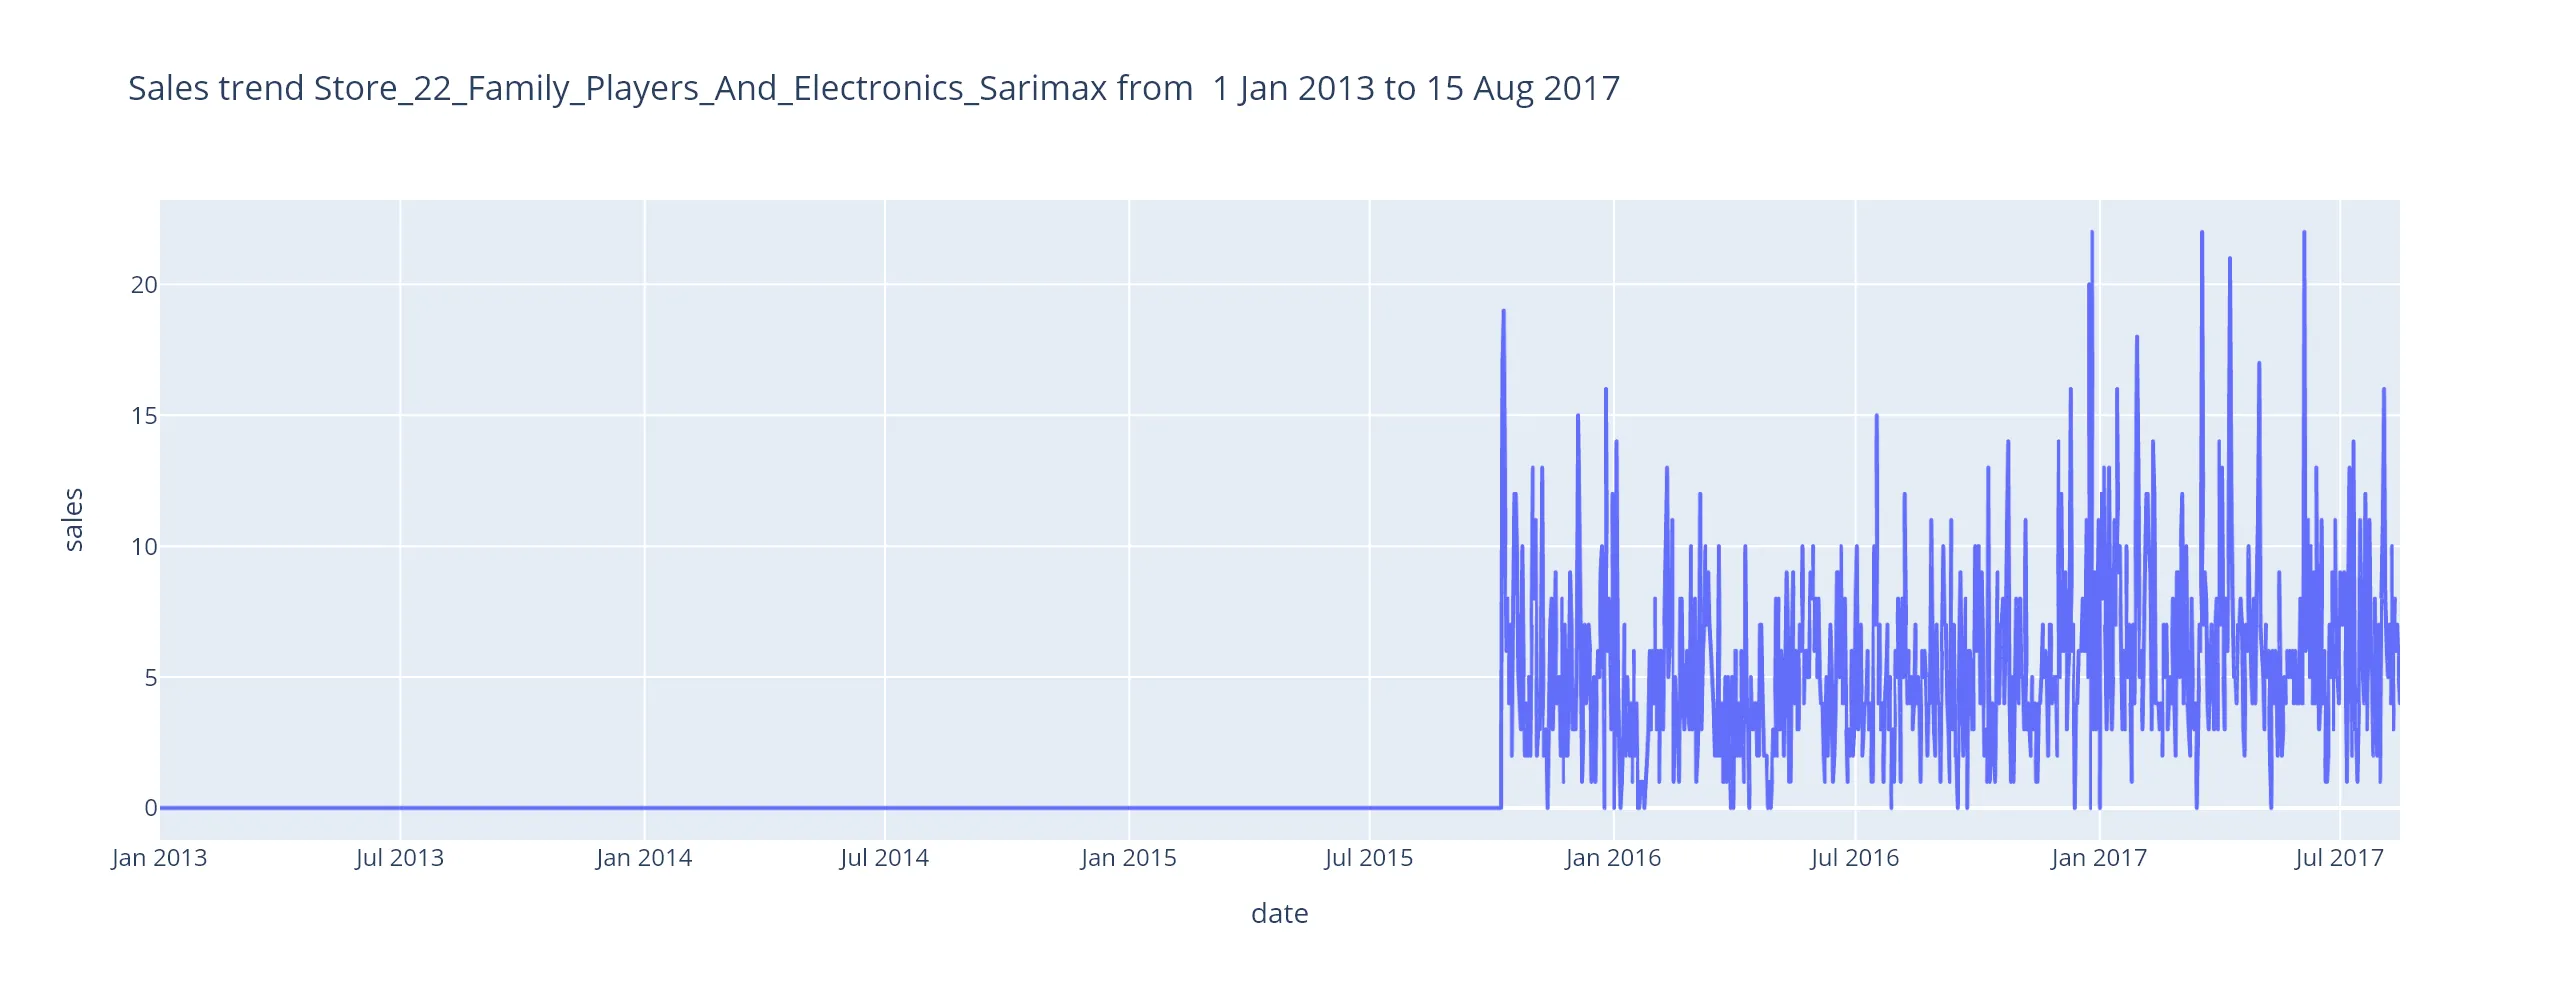 Sales trend Store_22_Family_Players_And_Electronics_Sarimax from  1 Jan 2013 to 15 Aug 2017
20
15
10
5
0
sales
Jan 2013 Jul 2013 Jan 2014 Jul 2014 Jan 2015 Jul 2015 Jan 2016 Jul 2016 Jan 2017 Jul 2017
date